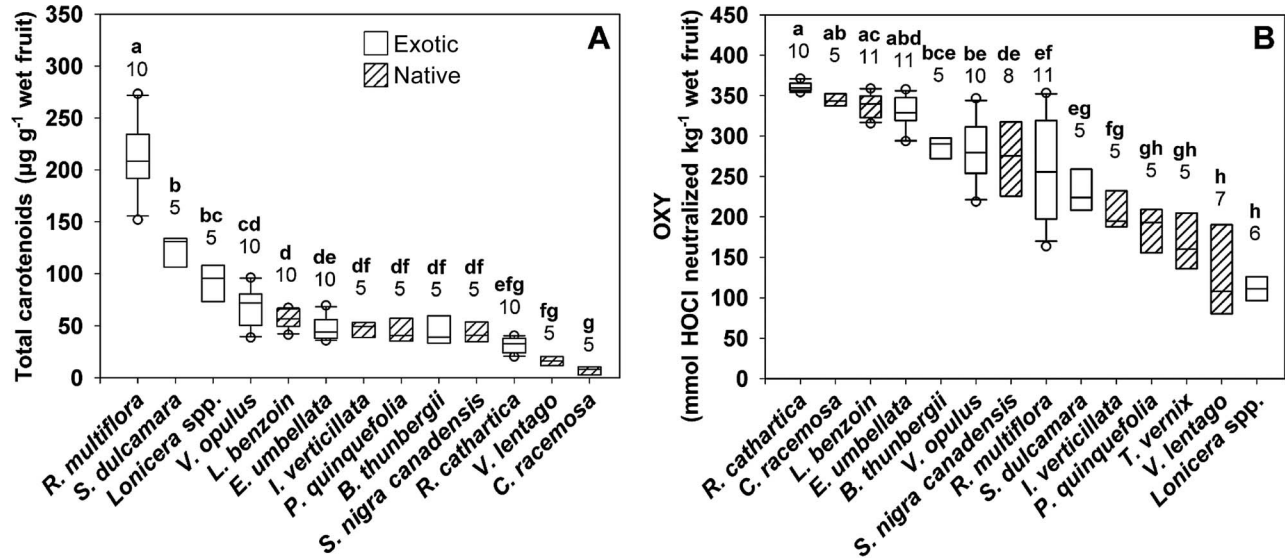 A
Exotic
Native
Total carotenoids (µg g⁻¹ wet fruit)
350
300
250
200
150
100
50
0
a
10
b
5
bc
5
cd
10
d
10
de
10
df
5
df
5
df
5
df
5
efg
10
fg
5
g
5
R. multiflora
S. dulcamara
Lonicera spp.
V. opulus
L. benzoin
E. umbellata
I. verticillata
P. quinquefolia
B. thunbergii
S. nigra canadensis
R. cathartica
V. lentago
C. racemosa
B
OXY
(mmol HOCl neutralized kg⁻¹ wet fruit)
450
400
350
300
250
200
150
100
50
0
a
10
ab
5
ac
11
abd
11
bce
5
be
10
de
8
ef
11
eg
5
fg
5
gh
5
gh
5
h
7
h
6
R. cathartica
C. racemosa
L. benzoin
E. umbellata
B. thunbergii
V. opulus
S. nigra canadensis
R. multiflora
S. dulcamara
I. verticillata
P. quinquefolia
T. vernix
V. lentago
Lonicera spp.